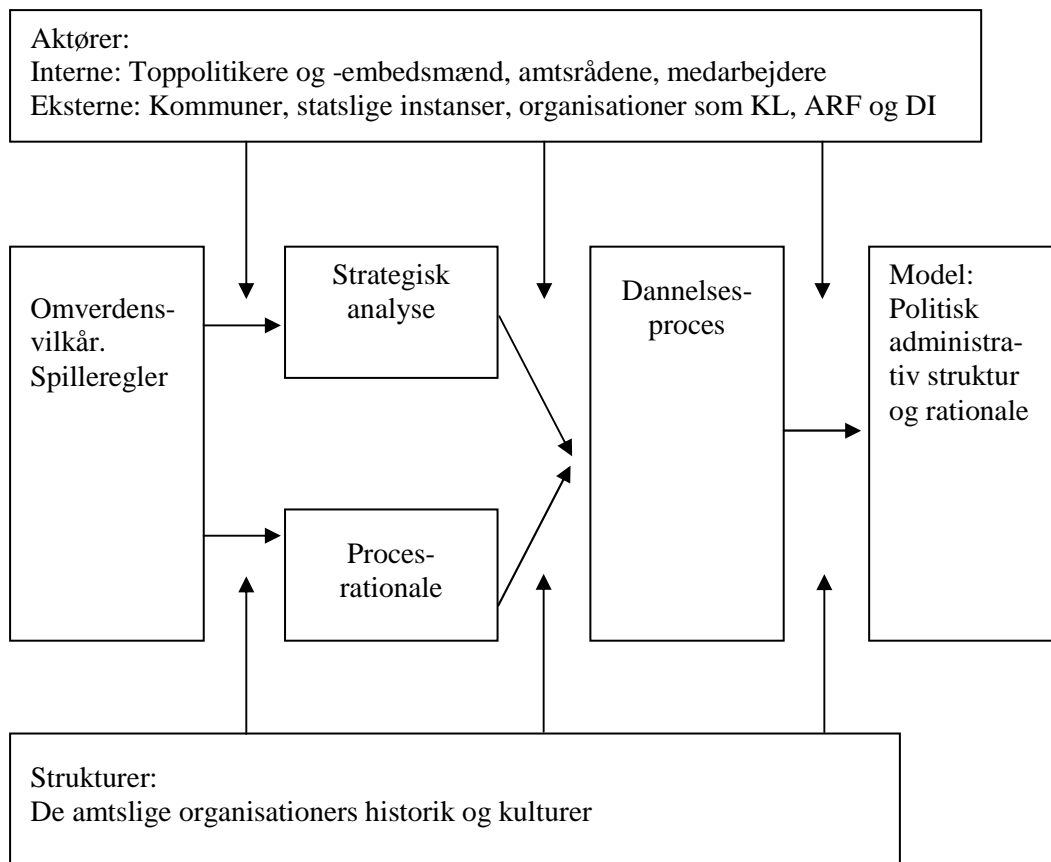 Aktører:
Interne: Toppolitikere og -embedsmænd, amtsrådene, medarbejdere
Eksterne: Kommuner, statslige instanser, organisationer som KL, ARF og DI
Omverdens-
vilkår.
Spilleregler
Strategisk
analyse
Proces-
rationale
Dannelses-
proces
Model:
Politisk
administra-
tiv struktur
og rationale
Strukturer:
De amtslige organisationers historik og kulturer